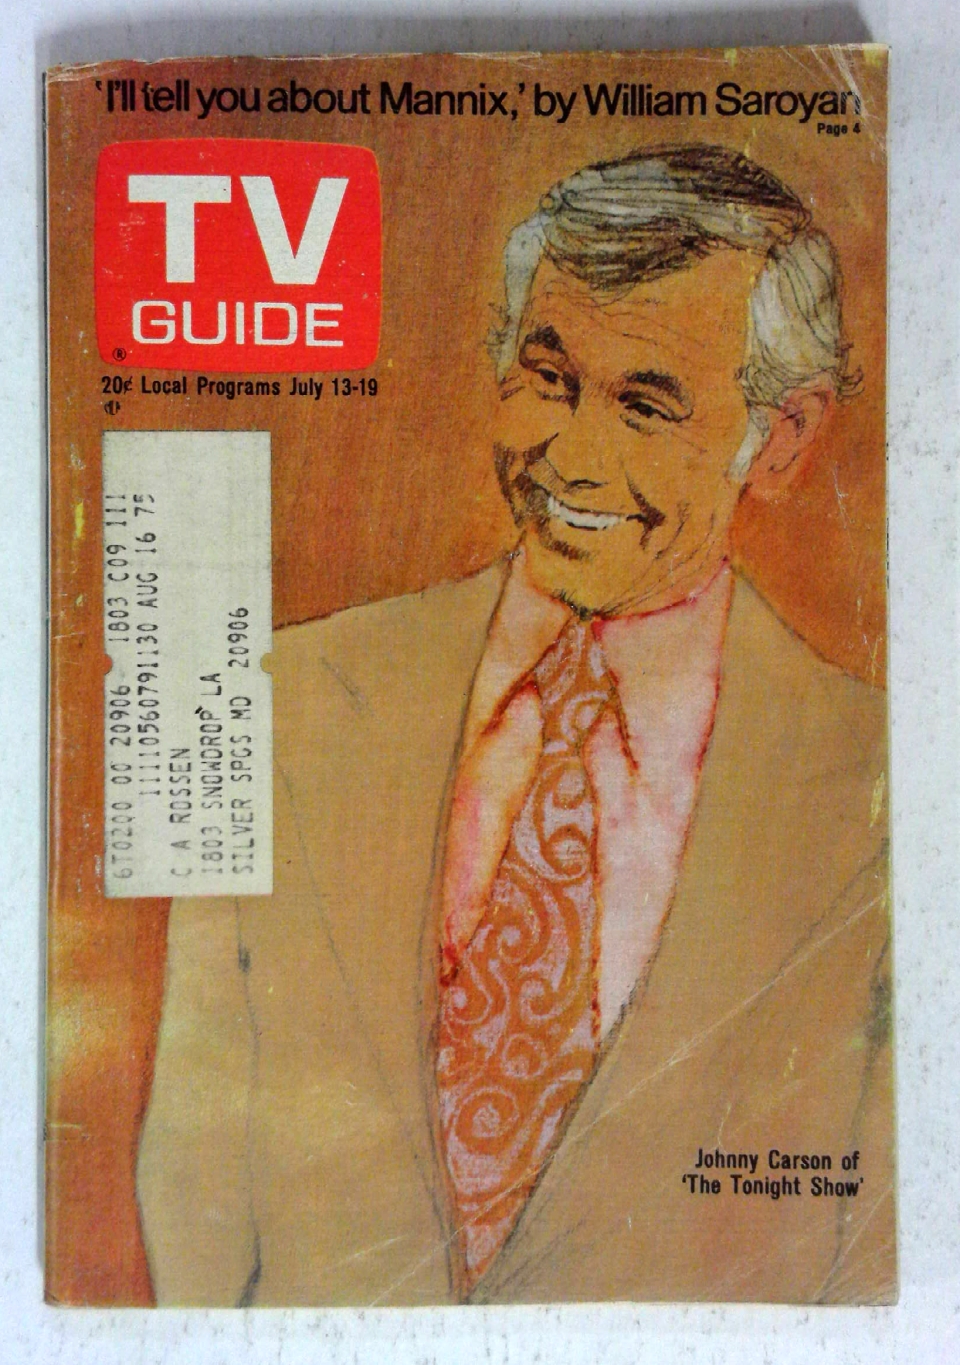 'I'll tell you about Mannix,' by William Saroyan
Page 4
TV
GUIDE
®
20¢ Local Programs July 13-19
6T0200 00 20906 1803 C09 111
1111056079113O AUG 16 75
C A ROSSEN
1803 SNOWDROP LA
SILVER SPGS MD 20906
Johnny Carson of
'The Tonight Show'